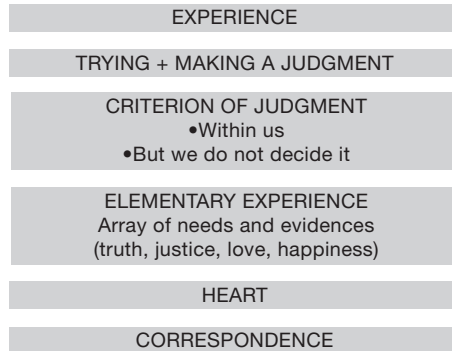 EXPERIENCE
TRYING + MAKING A JUDGMENT
CRITERION OF JUDGMENT
•Within us
•But we do not decide it
ELEMENTARY EXPERIENCE
Array of needs and evidences
(truth, justice, love, happiness)
HEART
CORRESPONDENCE